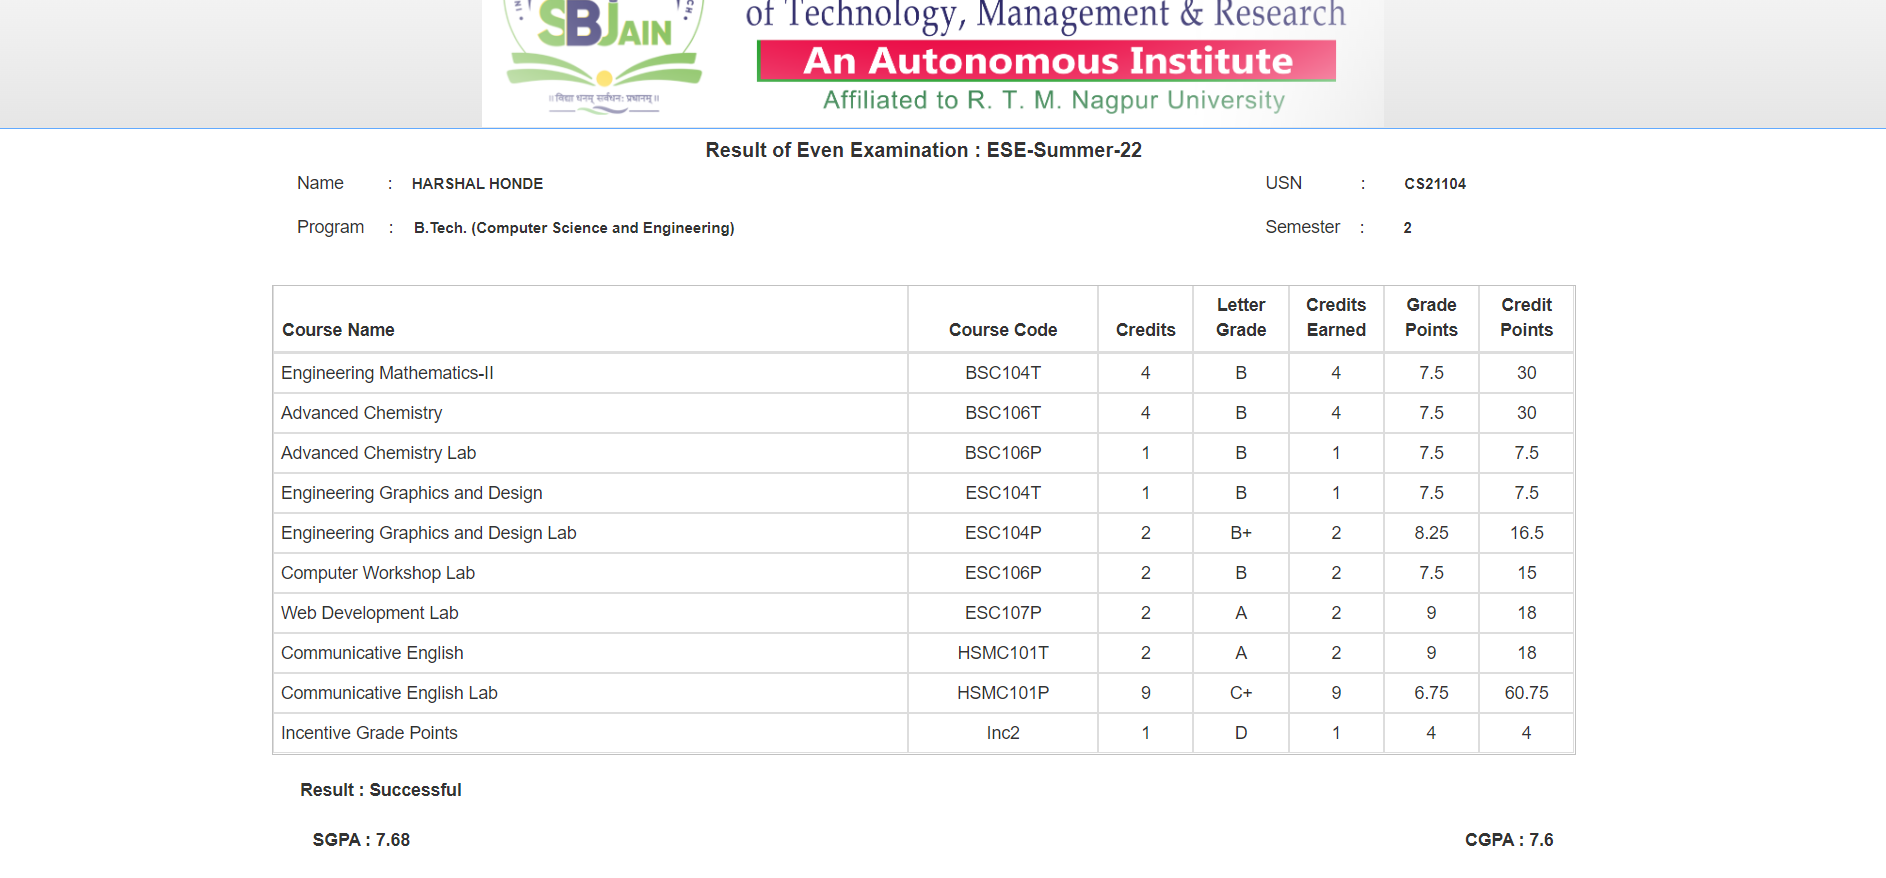 SBJAIN
॥ विद्या धनम् सर्वधनः प्रधानम् ॥
of Technology, Management & Research
An Autonomous Institute
Affiliated to R. T. M. Nagpur University
Result of Even Examination : ESE-Summer-22
Name : HARSHAL HONDE USN : CS21104
Program : B.Tech. (Computer Science and Engineering) Semester : 2
Course Name Course Code Credits Letter Grade Credits Earned Grade Points Credit Points
Engineering Mathematics-II BSC104T 4 B 4 7.5 30
Advanced Chemistry BSC106T 4 B 4 7.5 30
Advanced Chemistry Lab BSC106P 1 B 1 7.5 7.5
Engineering Graphics and Design ESC104T 1 B 1 7.5 7.5
Engineering Graphics and Design Lab ESC104P 2 B+ 2 8.25 16.5
Computer Workshop Lab ESC106P 2 B 2 7.5 15
Web Development Lab ESC107P 2 A 2 9 18
Communicative English HSMC101T 2 A 2 9 18
Communicative English Lab HSMC101P 9 C+ 9 6.75 60.75
Incentive Grade Points Inc2 1 D 1 4 4
Result : Successful
SGPA : 7.68 CGPA : 7.6